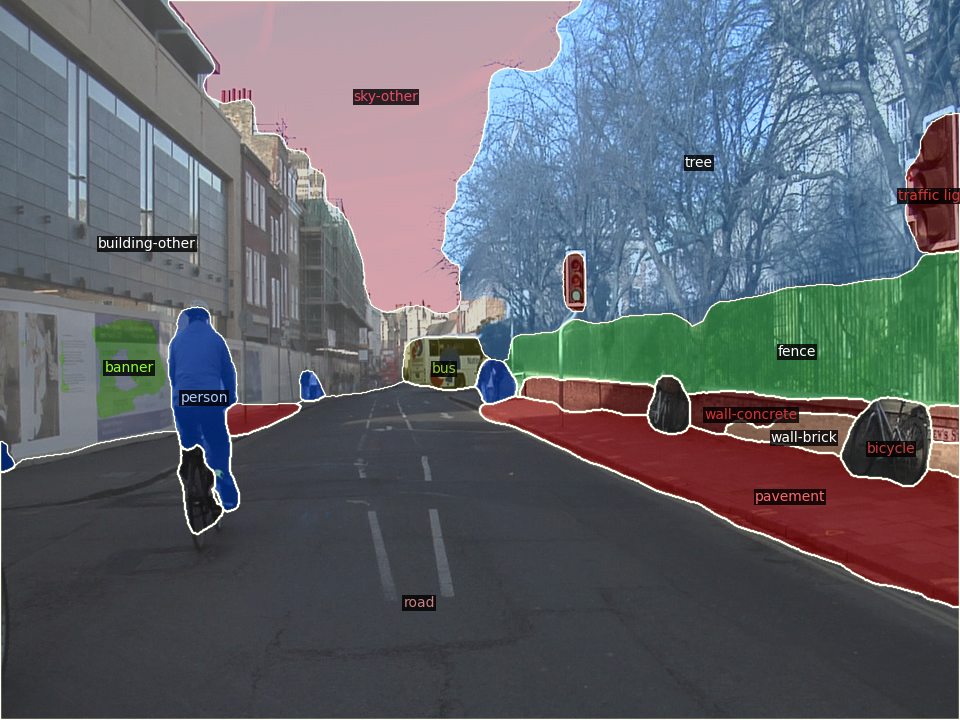 sky-other
tree
traffic lig
building-other
fence
banner
bus
person
wall-concrete
wall-brick
bicycle
pavement
road